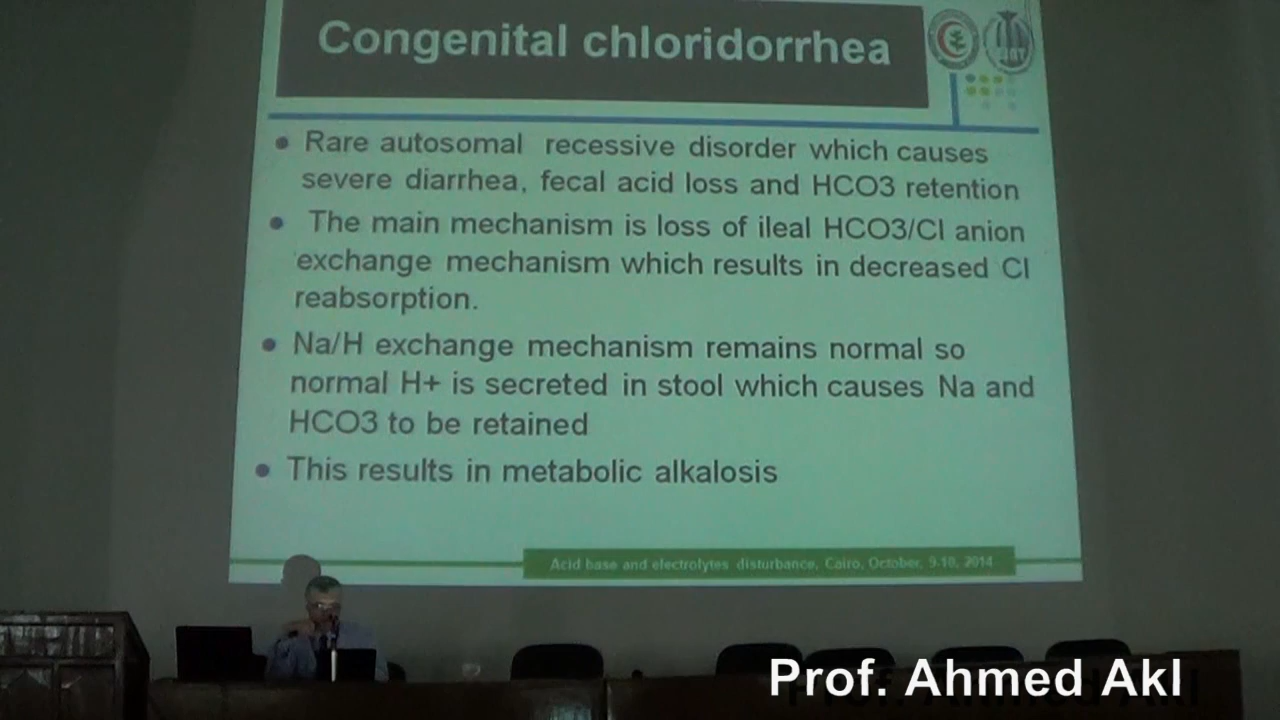 Congenital chloridorrhea
Rare autosomal recessive disorder which causes
severe diarrhea, fecal acid loss and HCO3 retention
The main mechanism is loss of ileal HCO3/Cl anion
exchange mechanism which results in decreased Cl
reabsorption.
Na/H exchange mechanism remains normal so
normal H+ is secreted in stool which causes Na and
HCO3 to be retained
This results in metabolic alkalosis
Acid base and electrolytes disturbance, Cairo, October, 9-10, 2014
Prof. Ahmed Akl